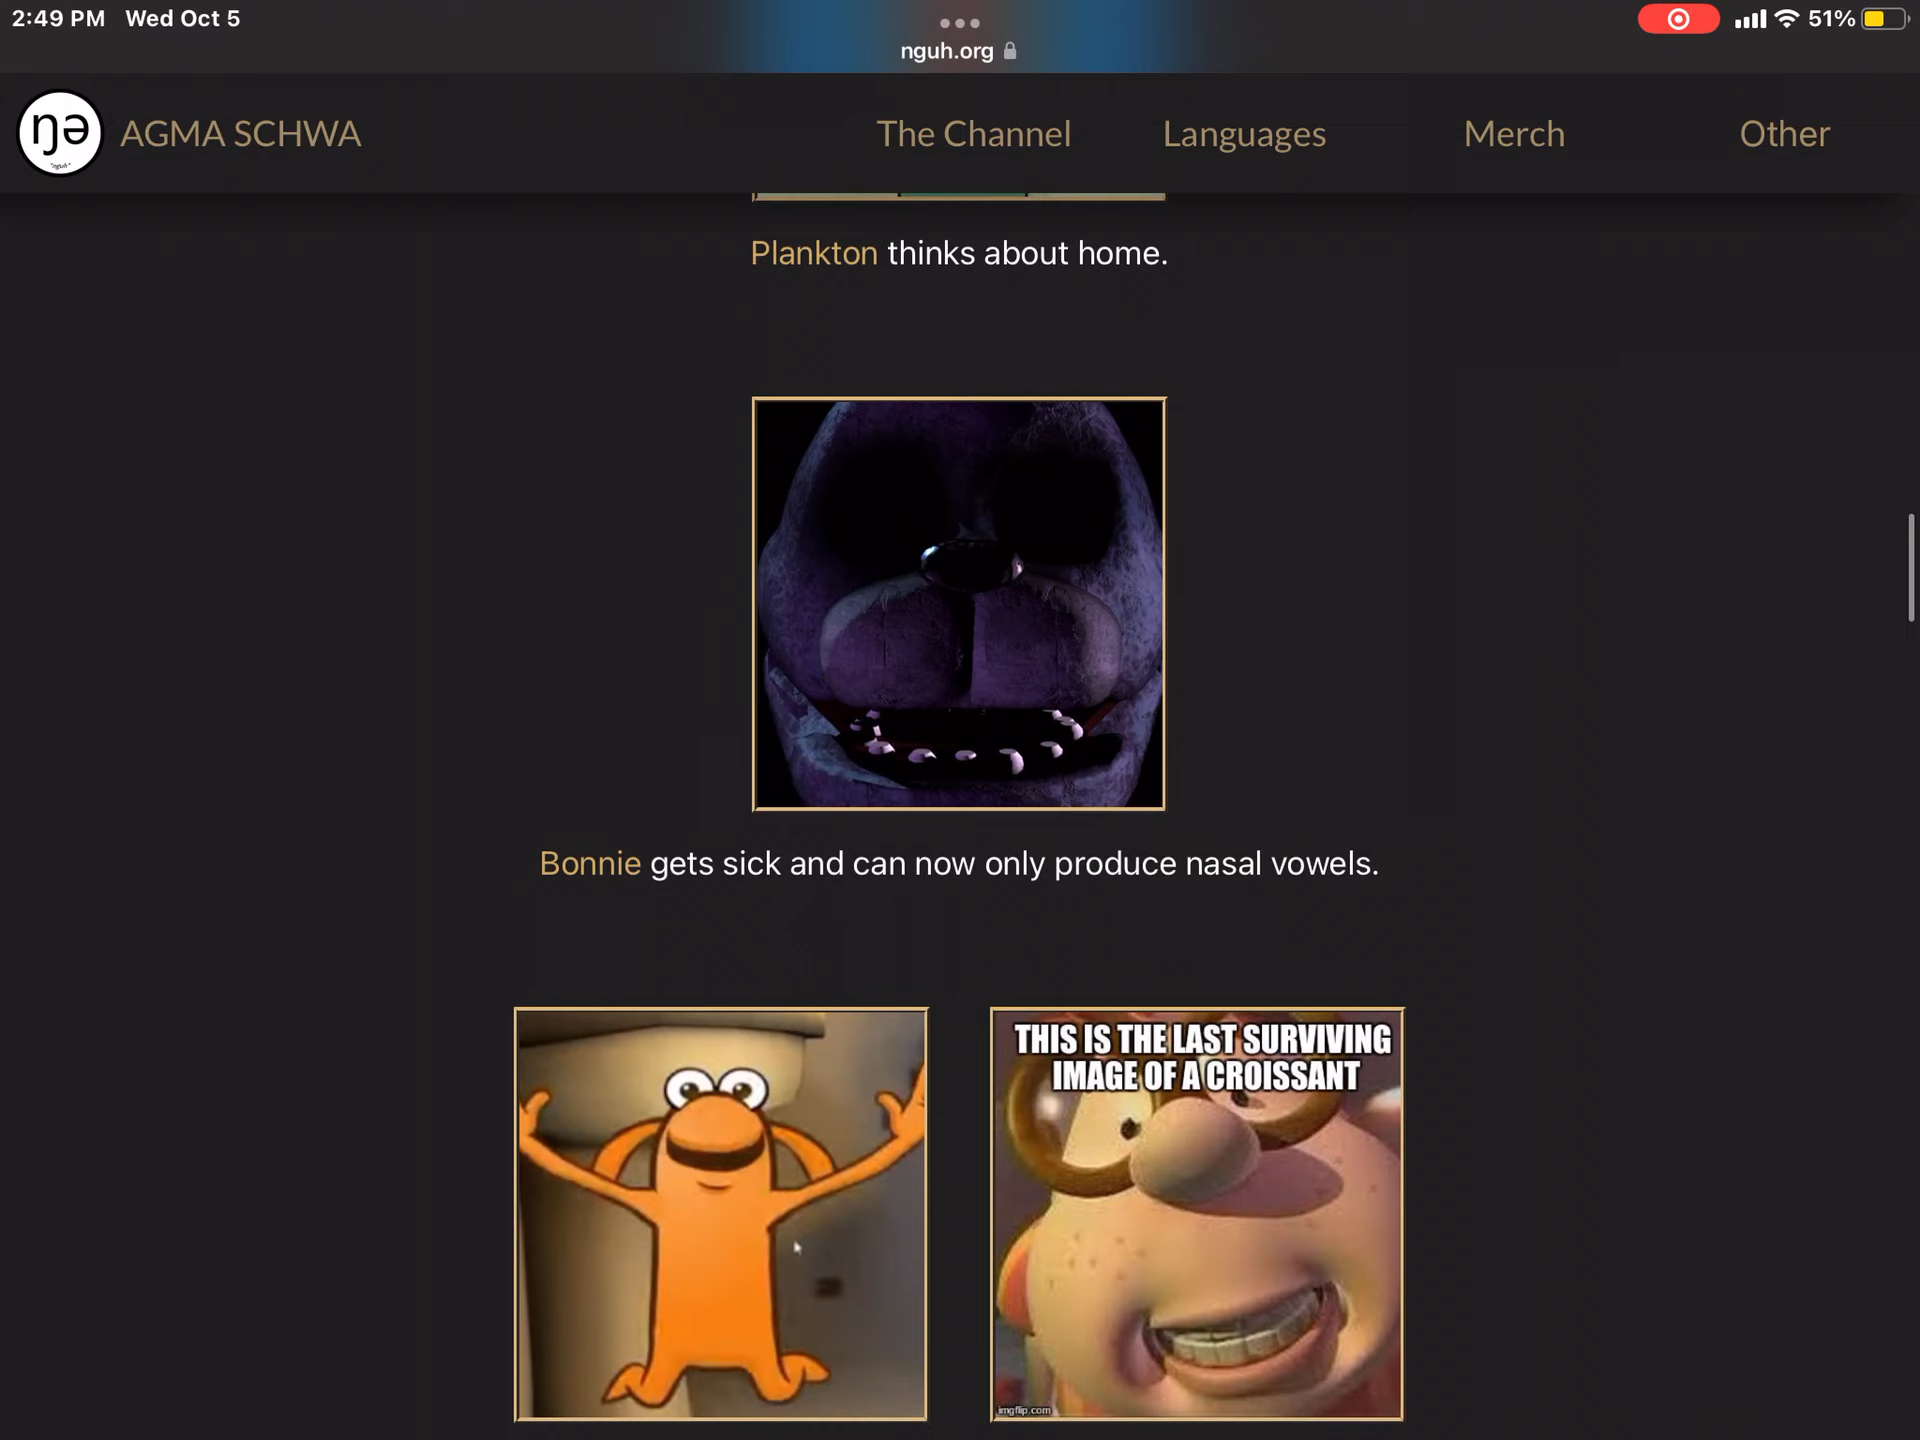 2:49 PM Wed Oct 5
51%
nguh.org
ŋə
"nguh"
AGMA SCHWA
The Channel
Languages
Merch
Other
Plankton thinks about home.
Bonnie gets sick and can now only produce nasal vowels.
THIS IS THE LAST SURVIVING
IMAGE OF A CROISSANT
imgflip.com